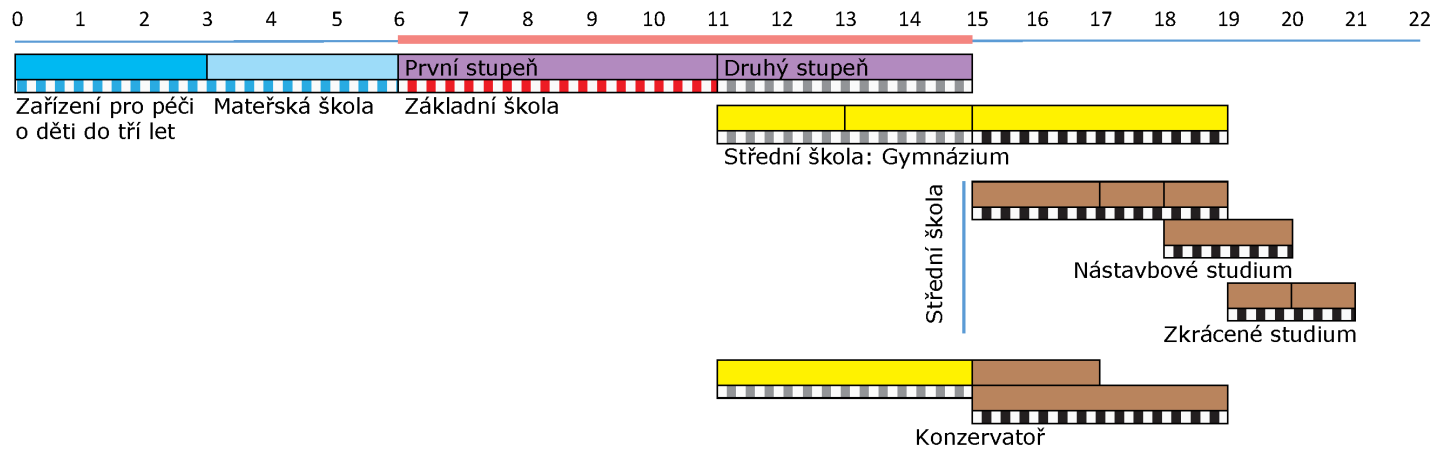 0 1 2 3 4 5 6 7 8 9 10 11 12 13 14 15 16 17 18 19 20 21 22
První stupeň
Druhý stupeň
Zařízení pro péči
o děti do tří let
Mateřská škola
Základní škola
Střední škola: Gymnázium
Střední škola
Nástavbové studium
Zkrácené studium
Konzervatoř